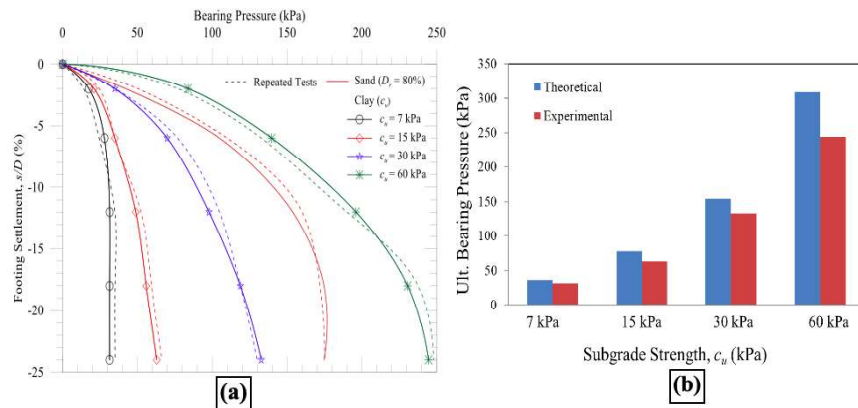 Bearing Pressure (kPa)
0 50 100 150 200 250
0
-5
-10
-15
-20
-25
Footing Settlement, s/D (%)
Repeated Tests
Sand (Dr = 80%)
Clay (cu)
cu = 7 kPa
cu = 15 kPa
cu = 30 kPa
cu = 60 kPa
(a)
350
300
250
200
150
100
50
0
Ult. Bearing Pressure (kPa)
Theoretical
Experimental
7 kPa 15 kPa 30 kPa 60 kPa
Subgrade Strength, cu (kPa)
(b)